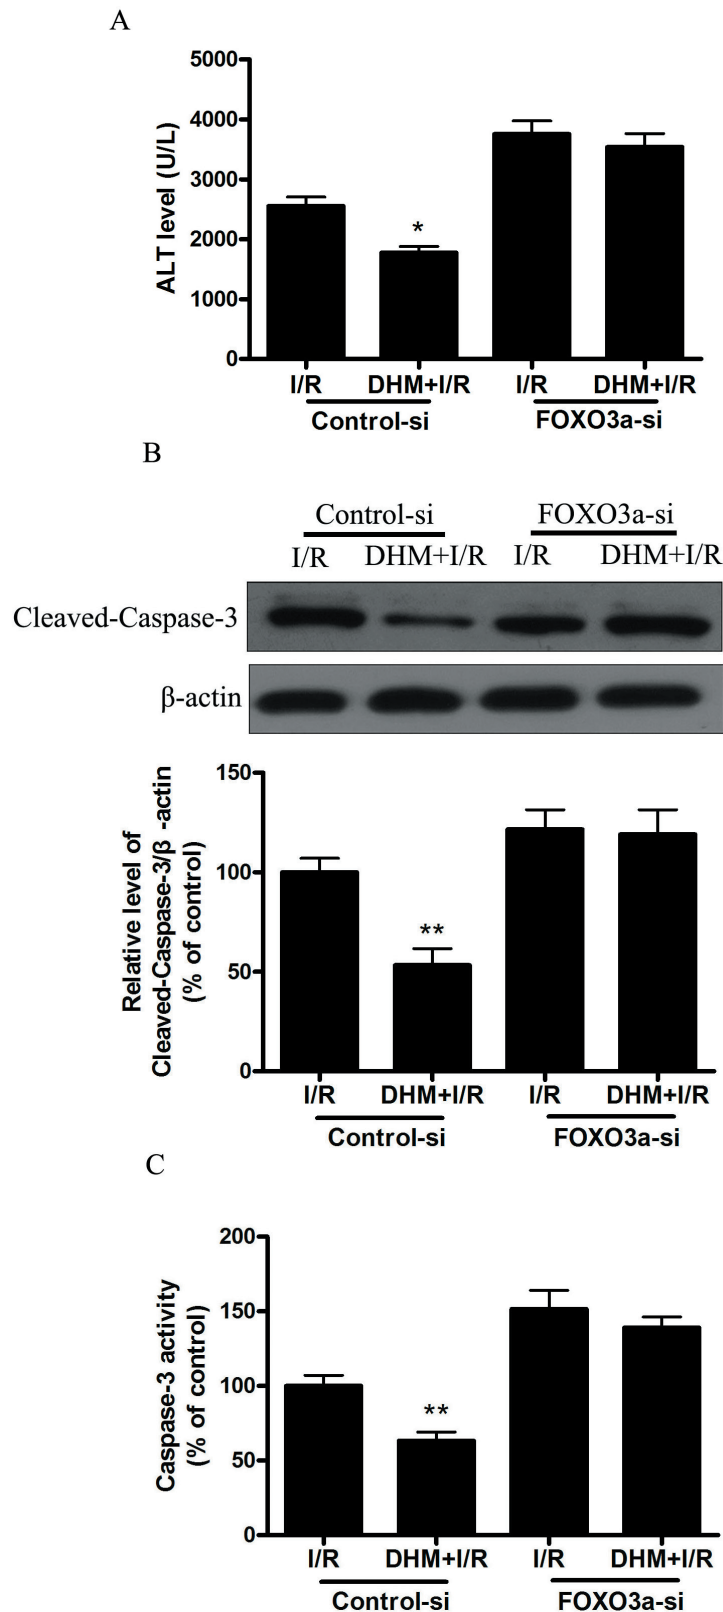 A
5000
4000
3000
2000
1000
0
ALT level (U/L)
*
I/R DHM+I/R I/R DHM+I/R
Control-si FOXO3a-si
B
Control-si FOXO3a-si
I/R DHM+I/R I/R DHM+I/R
Cleaved-Caspase-3
β-actin
150
100
50
0
Relative level of
Cleaved-Caspase-3/β -actin
(% of control)
**
I/R DHM+I/R I/R DHM+I/R
Control-si FOXO3a-si
C
200
150
100
50
0
Caspase-3 activity
(% of control)
**
I/R DHM+I/R I/R DHM+I/R
Control-si FOXO3a-si